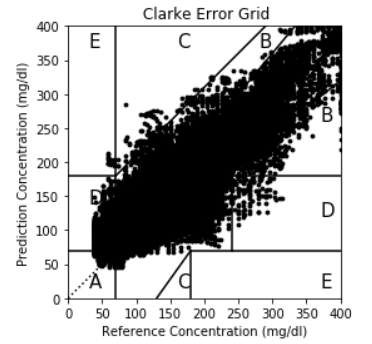 Clarke Error Grid
400
350
300
250
200
150
100
50
0
Prediction Concentration (mg/dl)
E
C
B
B
D
D
A
C
E
0 50 100 150 200 250 300 350 400
Reference Concentration (mg/dl)